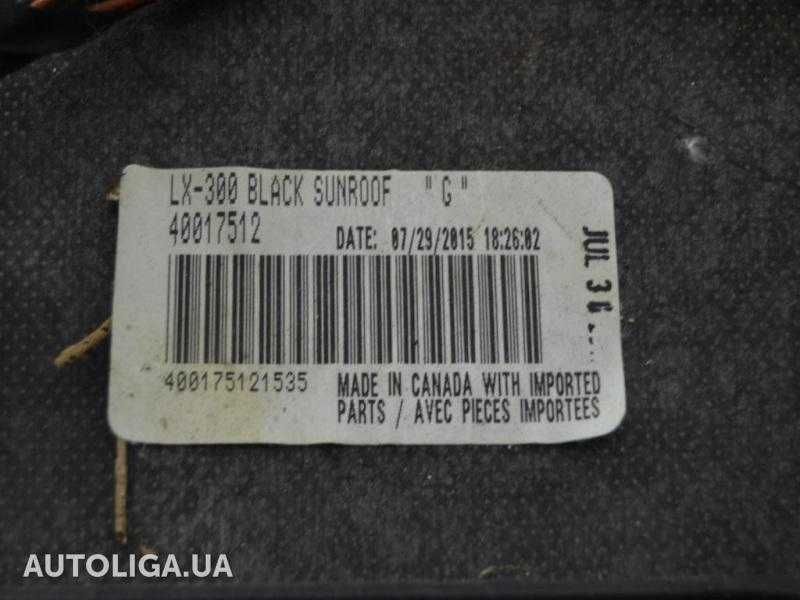 LX-300 BLACK SUNROOF "G"
40017512
DATE: 07/29/2015 18:26:02
JUL 3
400175121535
MADE IN CANADA WITH IMPORTED
PARTS / AVEC PIECES IMPORTEES
AUTOLIGA.UA